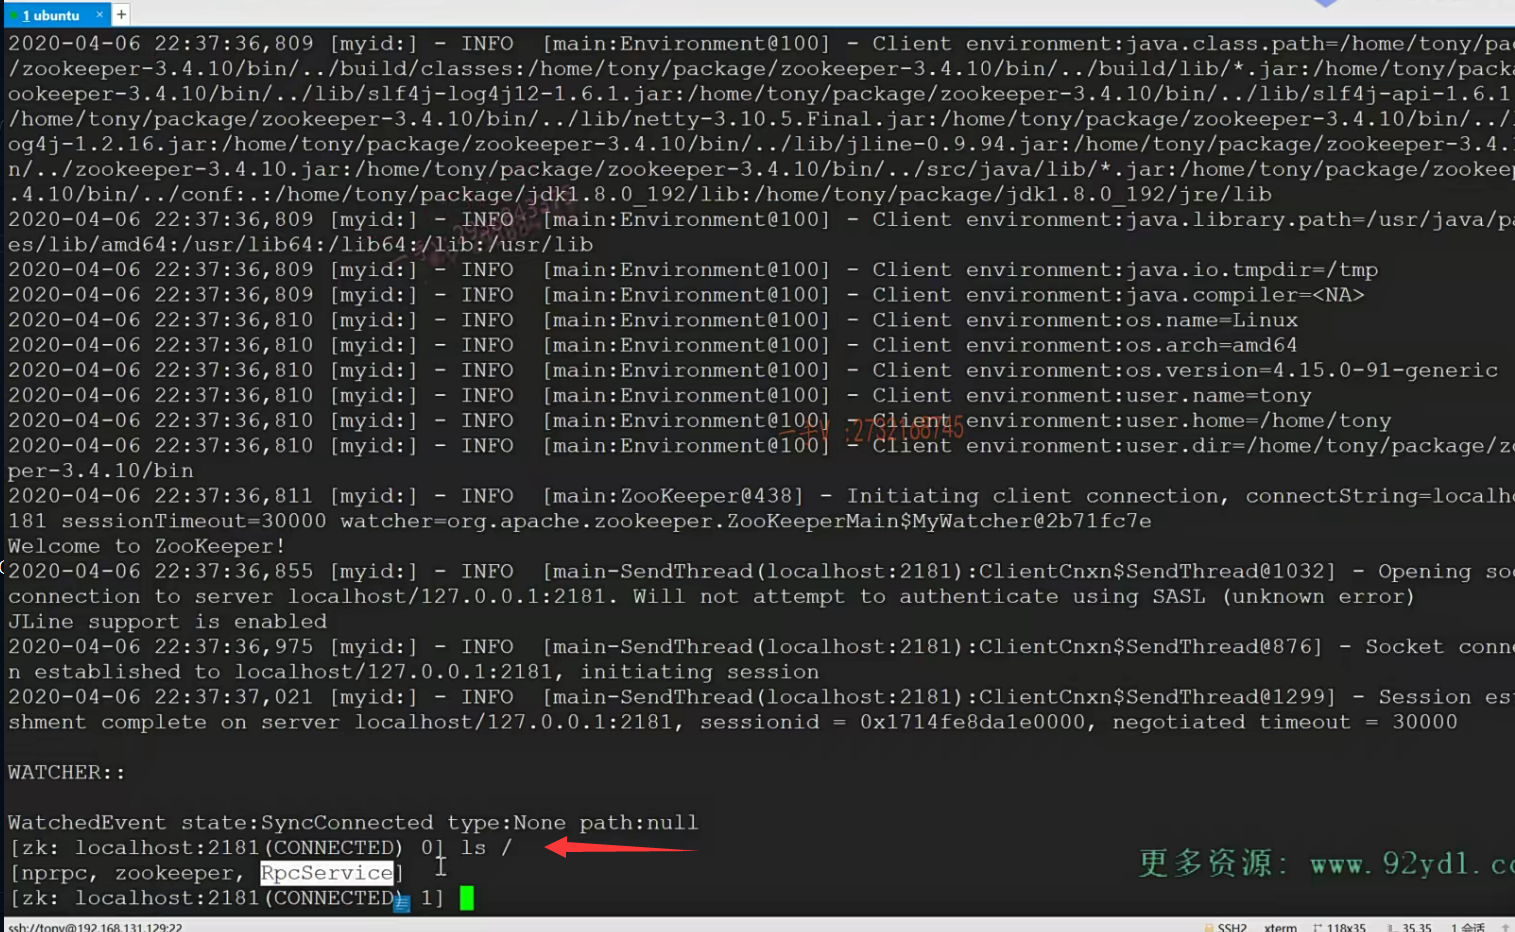 1 ubuntu × +
2020-04-06 22:37:36,809 [myid:] - INFO  [main:Environment@100] - Client environment:java.class.path=/home/tony/pac
/zookeeper-3.4.10/bin/../build/classes:/home/tony/package/zookeeper-3.4.10/bin/../build/lib/*.jar:/home/tony/packa
ookeeper-3.4.10/bin/../lib/slf4j-log4j12-1.6.1.jar:/home/tony/package/zookeeper-3.4.10/bin/../lib/slf4j-api-1.6.1
/home/tony/package/zookeeper-3.4.10/bin/../lib/netty-3.10.5.Final.jar:/home/tony/package/zookeeper-3.4.10/bin/../
og4j-1.2.16.jar:/home/tony/package/zookeeper-3.4.10/bin/../lib/jline-0.9.94.jar:/home/tony/package/zookeeper-3.4.
n/../zookeeper-3.4.10.jar:/home/tony/package/zookeeper-3.4.10/bin/../src/java/lib/*.jar:/home/tony/package/zookeep
.4.10/bin/../conf:.:/home/tony/package/jdk1.8.0_192/lib:/home/tony/package/jdk1.8.0_192/jre/lib
2020-04-06 22:37:36,809 [myid:] - INFO  [main:Environment@100] - Client environment:java.library.path=/usr/java/pa
es/lib/amd64:/usr/lib64:/lib64:/lib:/usr/lib
2020-04-06 22:37:36,809 [myid:] - INFO  [main:Environment@100] - Client environment:java.io.tmpdir=/tmp
2020-04-06 22:37:36,809 [myid:] - INFO  [main:Environment@100] - Client environment:java.compiler=<NA>
2020-04-06 22:37:36,810 [myid:] - INFO  [main:Environment@100] - Client environment:os.name=Linux
2020-04-06 22:37:36,810 [myid:] - INFO  [main:Environment@100] - Client environment:os.arch=amd64
2020-04-06 22:37:36,810 [myid:] - INFO  [main:Environment@100] - Client environment:os.version=4.15.0-91-generic
2020-04-06 22:37:36,810 [myid:] - INFO  [main:Environment@100] - Client environment:user.name=tony
2020-04-06 22:37:36,810 [myid:] - INFO  [main:Environment@100] - Client environment:user.home=/home/tony
2020-04-06 22:37:36,810 [myid:] - INFO  [main:Environment@100] - Client environment:user.dir=/home/tony/package/zo
per-3.4.10/bin
2020-04-06 22:37:36,811 [myid:] - INFO  [main:ZooKeeper@438] - Initiating client connection, connectString=localho
181 sessionTimeout=30000 watcher=org.apache.zookeeper.ZooKeeperMain$MyWatcher@2b71fc7e
Welcome to ZooKeeper!
2020-04-06 22:37:36,855 [myid:] - INFO  [main-SendThread(localhost:2181):ClientCnxn$SendThread@1032] - Opening soc
connection to server localhost/127.0.0.1:2181. Will not attempt to authenticate using SASL (unknown error)
JLine support is enabled
2020-04-06 22:37:36,975 [myid:] - INFO  [main-SendThread(localhost:2181):ClientCnxn$SendThread@876] - Socket conne
n established to localhost/127.0.0.1:2181, initiating session
2020-04-06 22:37:37,021 [myid:] - INFO  [main-SendThread(localhost:2181):ClientCnxn$SendThread@1299] - Session est
shment complete on server localhost/127.0.0.1:2181, sessionid = 0x1714fe8da1e0000, negotiated timeout = 30000
WATCHER::
WatchedEvent state:SyncConnected type:None path:null
[zk: localhost:2181(CONNECTED) 0] ls /
[nprpc, zookeeper, RpcService]
[zk: localhost:2181(CONNECTED) 1]
更多资源: www.92ydl.co
ssh://tony@192.168.131.129:22 SSH2 xterm 118x35 35,35 1 会话